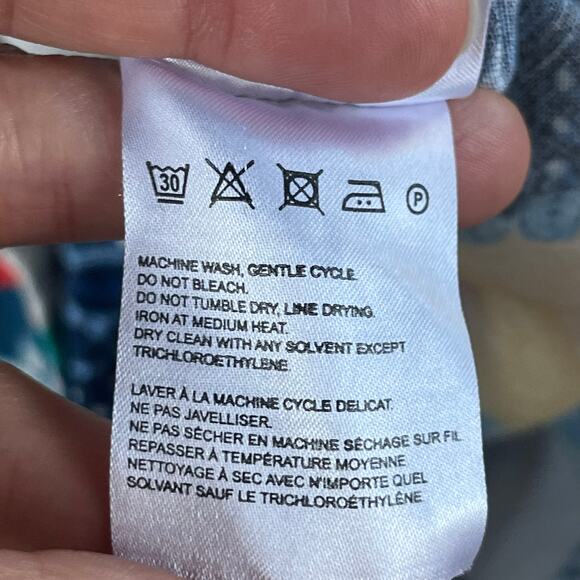 30 P
MACHINE WASH, GENTLE CYCLE.
DO NOT BLEACH.
DO NOT TUMBLE DRY, LINE DRYING.
IRON AT MEDIUM HEAT.
DRY CLEAN WITH ANY SOLVENT EXCEPT
TRICHLOROETHYLENE.
LAVER À LA MACHINE CYCLE DELICAT.
NE PAS JAVELLISER.
NE PAS SÉCHER EN MACHINE SÉCHAGE SUR FIL.
REPASSER À TEMPÉRATURE MOYENNE
NETTOYAGE À SEC AVEC N'IMPORTE QUEL
SOLVANT SAUF LE TRICHLOROÉTHYLÈNE.